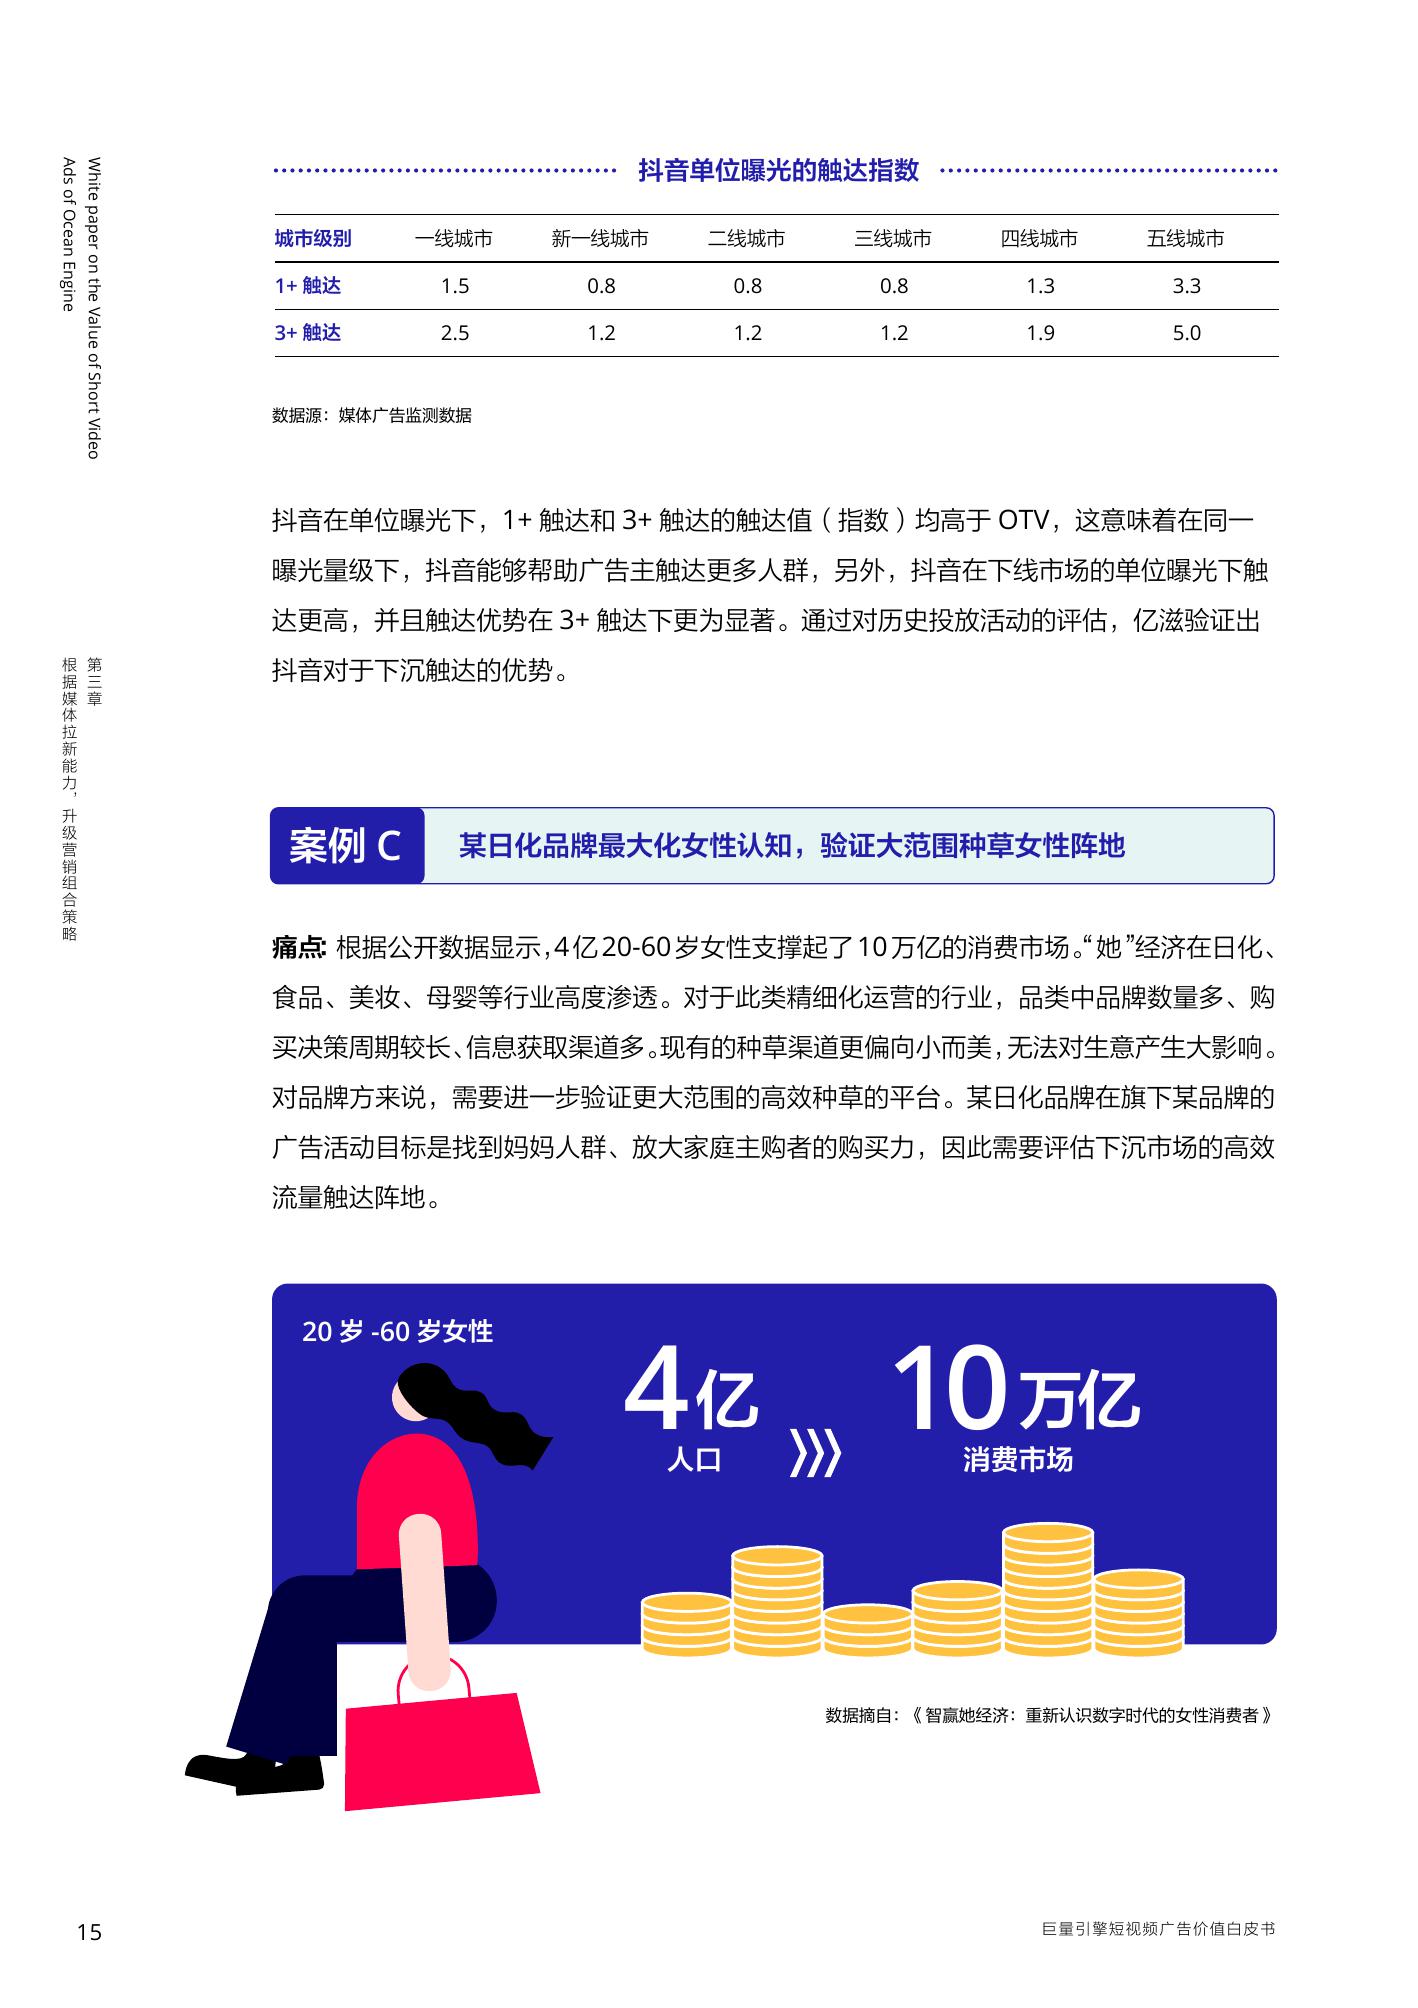 White paper on the Value of Short Video
Ads of Ocean Engine
第三章
根据媒体拉新能力，升级营销组合策略
抖音单位曝光的触达指数
城市级别 一线城市 新一线城市 二线城市 三线城市 四线城市 五线城市
1+ 触达 1.5 0.8 0.8 0.8 1.3 3.3
3+ 触达 2.5 1.2 1.2 1.2 1.9 5.0
数据源：媒体广告监测数据
抖音在单位曝光下，1+ 触达和 3+ 触达的触达值（指数）均高于 OTV，这意味着在同一
曝光量级下，抖音能够帮助广告主触达更多人群，另外，抖音在下线市场的单位曝光下触
达更高，并且触达优势在 3+ 触达下更为显著。通过对历史投放活动的评估，亿滋验证出
抖音对于下沉触达的优势。
案例 C 某日化品牌最大化女性认知，验证大范围种草女性阵地
痛点：根据公开数据显示，4亿20-60岁女性支撑起了10万亿的消费市场。“她”经济在日化、
食品、美妆、母婴等行业高度渗透。对于此类精细化运营的行业，品类中品牌数量多、购
买决策周期较长、信息获取渠道多。现有的种草渠道更偏向小而美，无法对生意产生大影响。
对品牌方来说，需要进一步验证更大范围的高效种草的平台。某日化品牌在旗下某品牌的
广告活动目标是找到妈妈人群、放大家庭主购者的购买力，因此需要评估下沉市场的高效
流量触达阵地。
20 岁 -60 岁女性
4亿 10万亿
人口 消费市场
数据摘自：《智赢她经济：重新认识数字时代的女性消费者》
15
巨量引擎短视频广告价值白皮书